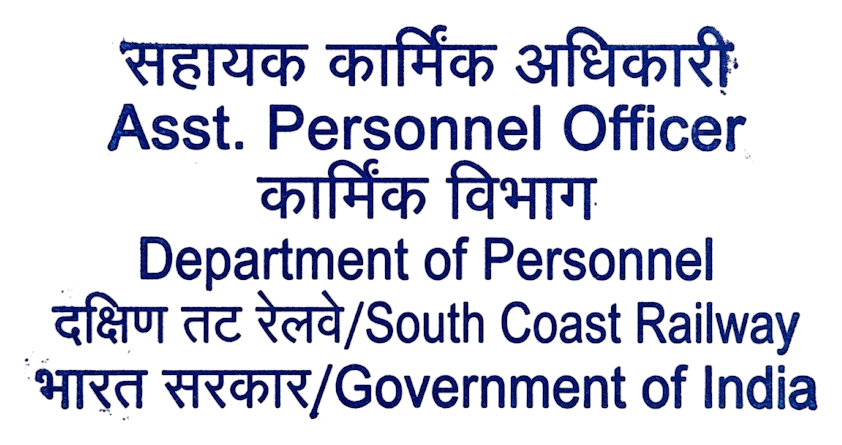 सहायक कार्मिक अधिकारी
Asst. Personnel Officer
कार्मिक विभाग
Department of Personnel
दक्षिण तट रेलवे/South Coast Railway
भारत सरकार/Government of India